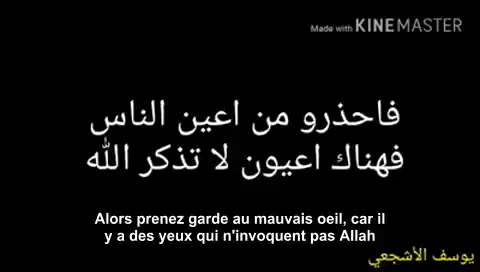 Made with KINEMASTER
فاحذرو من اعين الناس
فهناك اعيون لا تذكر الله
Alors prenez garde au mauvais oeil, car il
y a des yeux qui n'invoquent pas Allah
يوسف الأشجعي